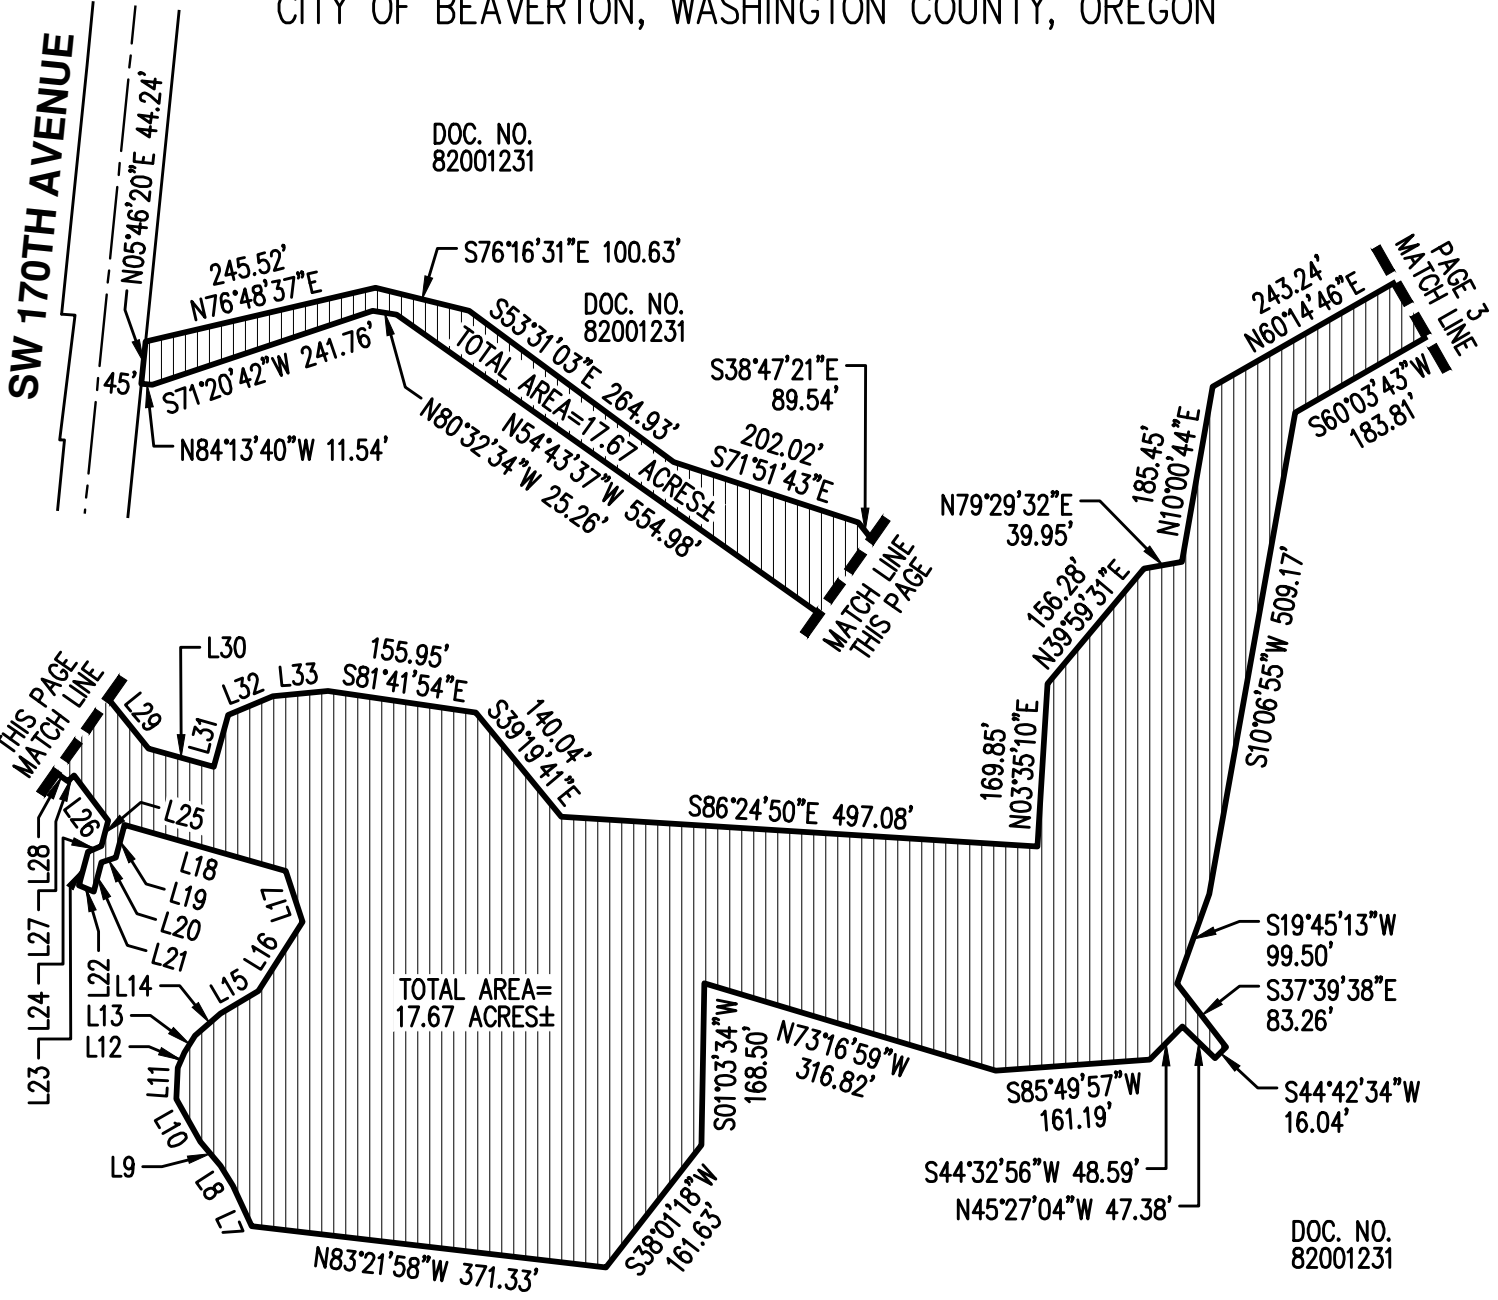 CITY OF BEAVERTON, WASHINGTON COUNTY, OREGON
SW 170TH AVENUE
N05°46'20"E 44.24'
DOC. NO.
82001231
245.52'
N76°48'37"E
S76°16'31"E 100.63'
DOC. NO.
82001231
S53°31'03"E 264.93'
TOTAL AREA=17.67 ACRES±
45'
S71°20'42"W 241.76'
N84°13'40"W 11.54'
N80°32'34"W 25.26'
N54°43'37"W 554.98'
S38°47'21"E
89.54'
202.02'
S71°51'43"E
MATCH LINE
THIS PAGE
PAGE 3
MATCH LINE
243.24'
N60°14'46"E
S60°03'43"W
183.81'
185.45'
N10°00'44"E
N79°29'32"E
39.95'
156.28'
N39°59'31"E
S10°06'55"W 509.17'
169.85'
N03°35'10"E
THIS PAGE
MATCH LINE
L29
L30
L31
L32
L33
155.95'
S81°41'54"E
140.04'
S39°19'41"E
S86°24'50"E 497.08'
L28
L26
L25
L18
L19
L20
L21
L22
L27
L24
L23
L17
L16
L15
L14
L13
L12
L11
L10
L9
L8
L7
TOTAL AREA=
17.67 ACRES±
S19°45'13"W
99.50'
S37°39'38"E
83.26'
S44°42'34"W
16.04'
S01°03'34"W
168.50'
N73°16'59"W
316.82'
S85°49'57"W
161.19'
S44°32'56"W 48.59'
N45°27'04"W 47.38'
S38°01'18"W
161.63'
N83°21'58"W 371.33'
DOC. NO.
82001231